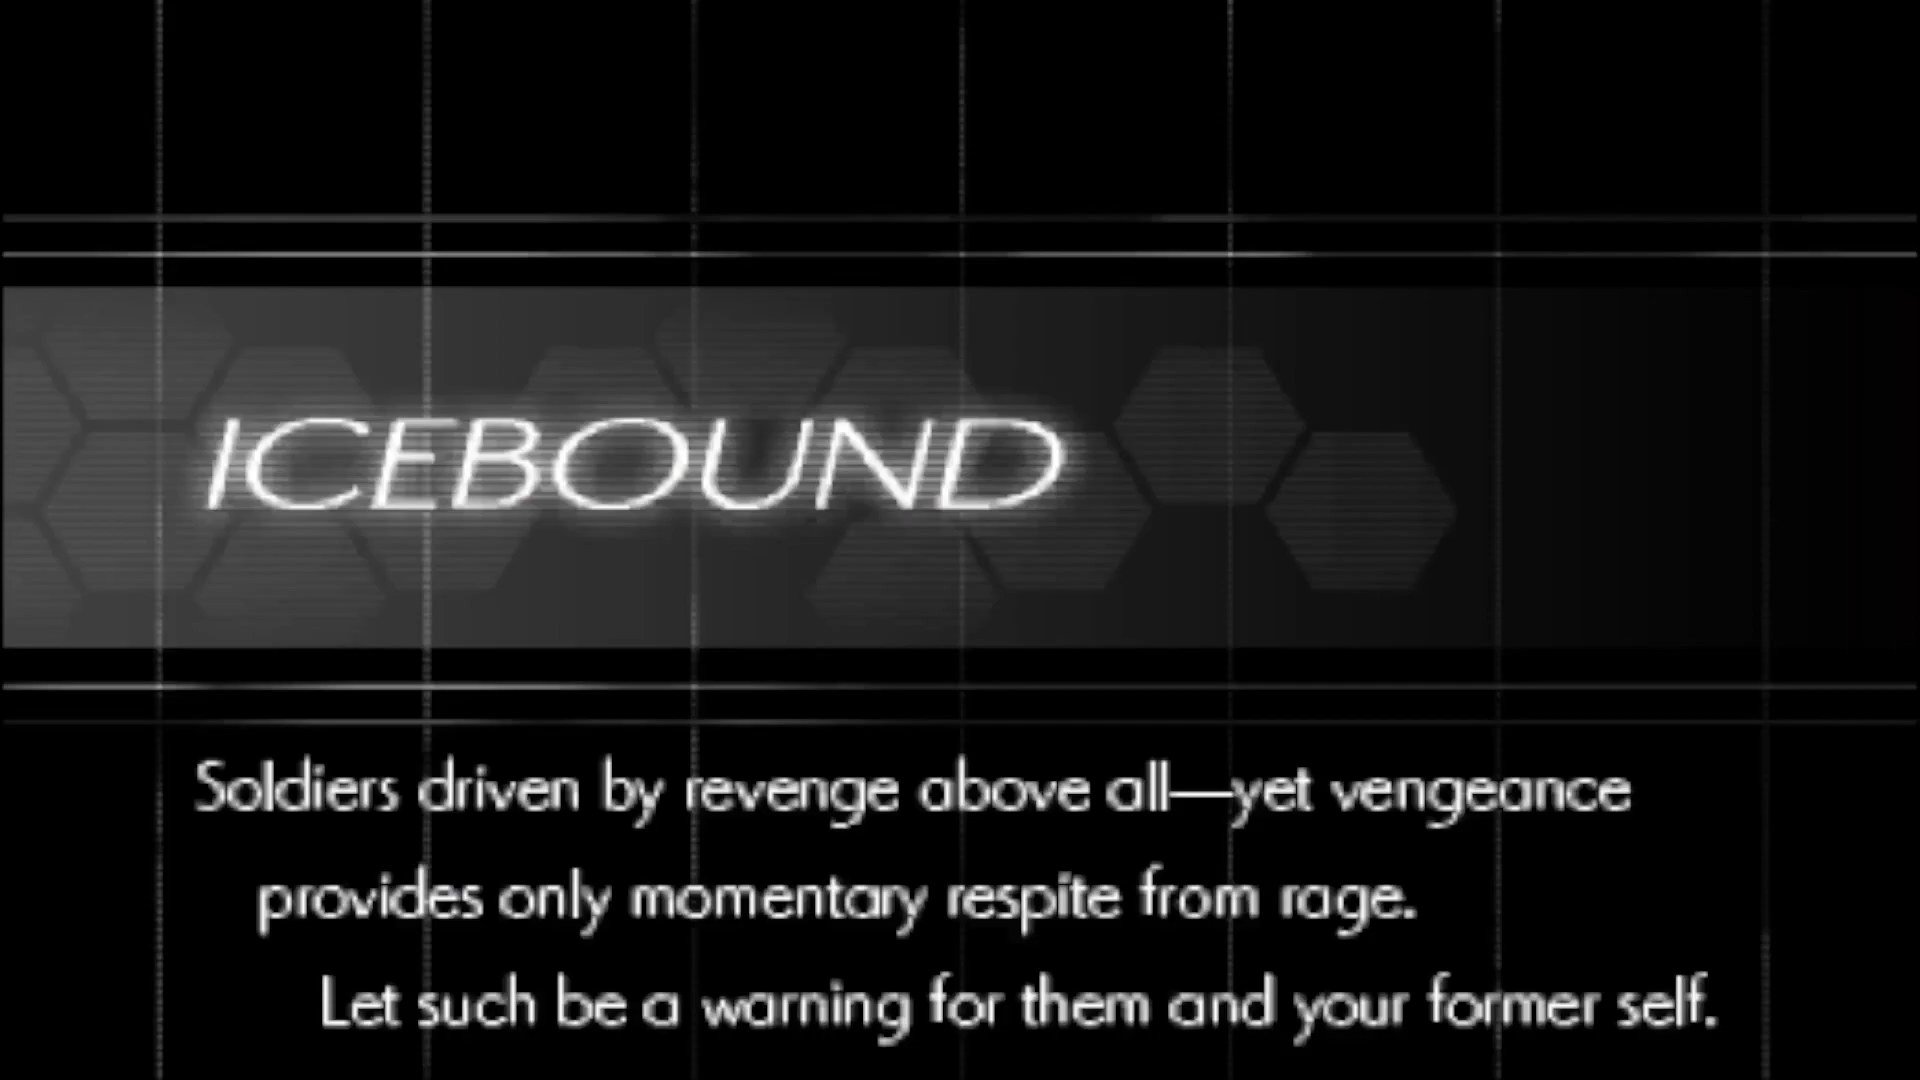 ICEBOUND
Soldiers driven by revenge above all—yet vengeance
provides only momentary respite from rage.
Let such be a warning for them and your former self.